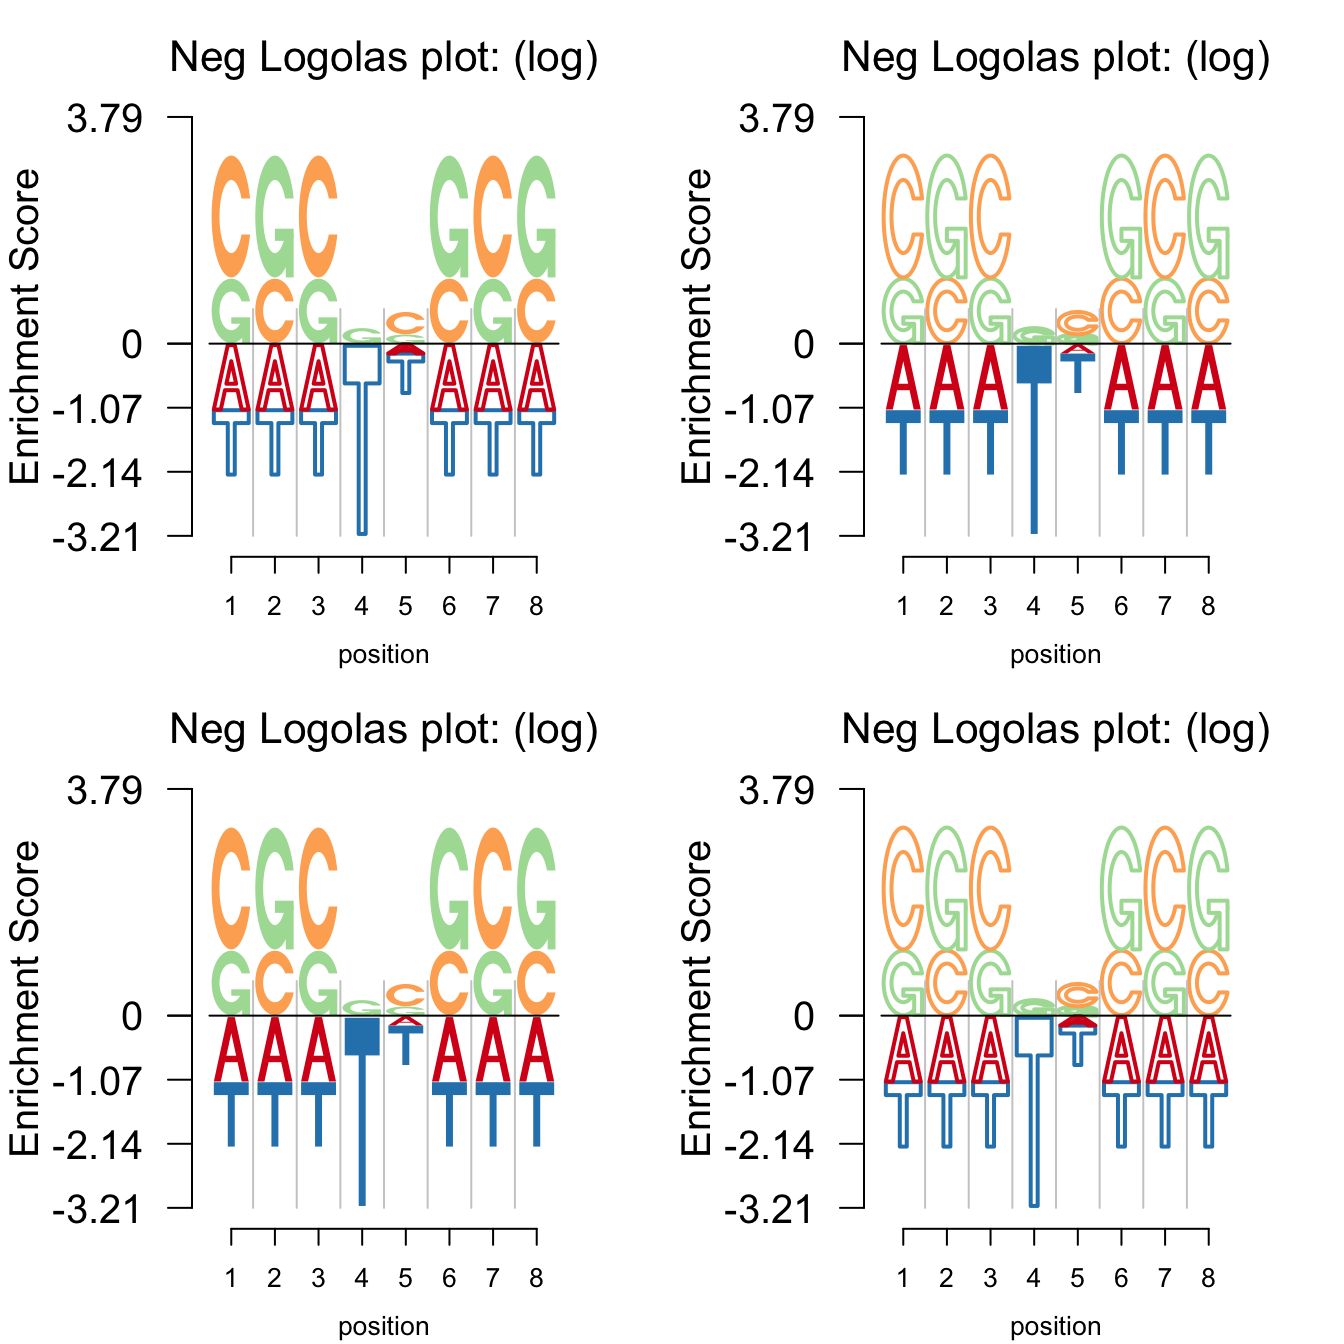 Neg Logolas plot: (log)
3.79
0
-1.07
-2.14
-3.21
Enrichment Score
C G C G C G
G C G G C C G C
G
A A A T A A A A
T T T T T T T
1 2 3 4 5 6 7 8
position
Neg Logolas plot: (log)
3.79
0
-1.07
-2.14
-3.21
Enrichment Score
C G C G C G
G C G G C C G C
G
A A A T A A A A
T T T T T T T
1 2 3 4 5 6 7 8
position
Neg Logolas plot: (log)
3.79
0
-1.07
-2.14
-3.21
Enrichment Score
C G C G C G
G C G G C C G C
G
A A A T A A A A
T T T T T T T
1 2 3 4 5 6 7 8
position
Neg Logolas plot: (log)
3.79
0
-1.07
-2.14
-3.21
Enrichment Score
C G C G C G
G C G G C C G C
G
A A A T A A A A
T T T T T T T
1 2 3 4 5 6 7 8
position